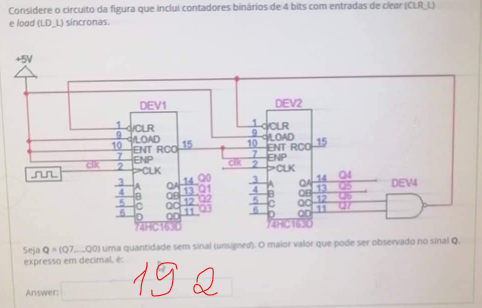 Considere o circuito da figura que inclui contadores binários de 4 bits com entradas de clear (CLR_L)
e load (LD_L) síncronas.
+5V
DEV1 DEV2
1 CLR 1 CLR
9 LOAD 9 LOAD
10 ENT RCO 15 10 ENT RCO 15
7 ENP 7 ENP
clk 2 CLK clk 2 CLK
3 A QA 14 Q0 3 A QA 14 Q4
4 B QB 13 Q1 4 B QB 13 Q5 DEV4
5 C QC 12 Q2 5 C QC 12 Q6
6 D QD 11 Q3 6 D QD 11 Q7
74HC163D 74HC163D
Seja Q = (Q7,...,Q0) uma quantidade sem sinal (unsigned). O maior valor que pode ser observado no sinal Q,
expresso em decimal, é:
Answer: 192